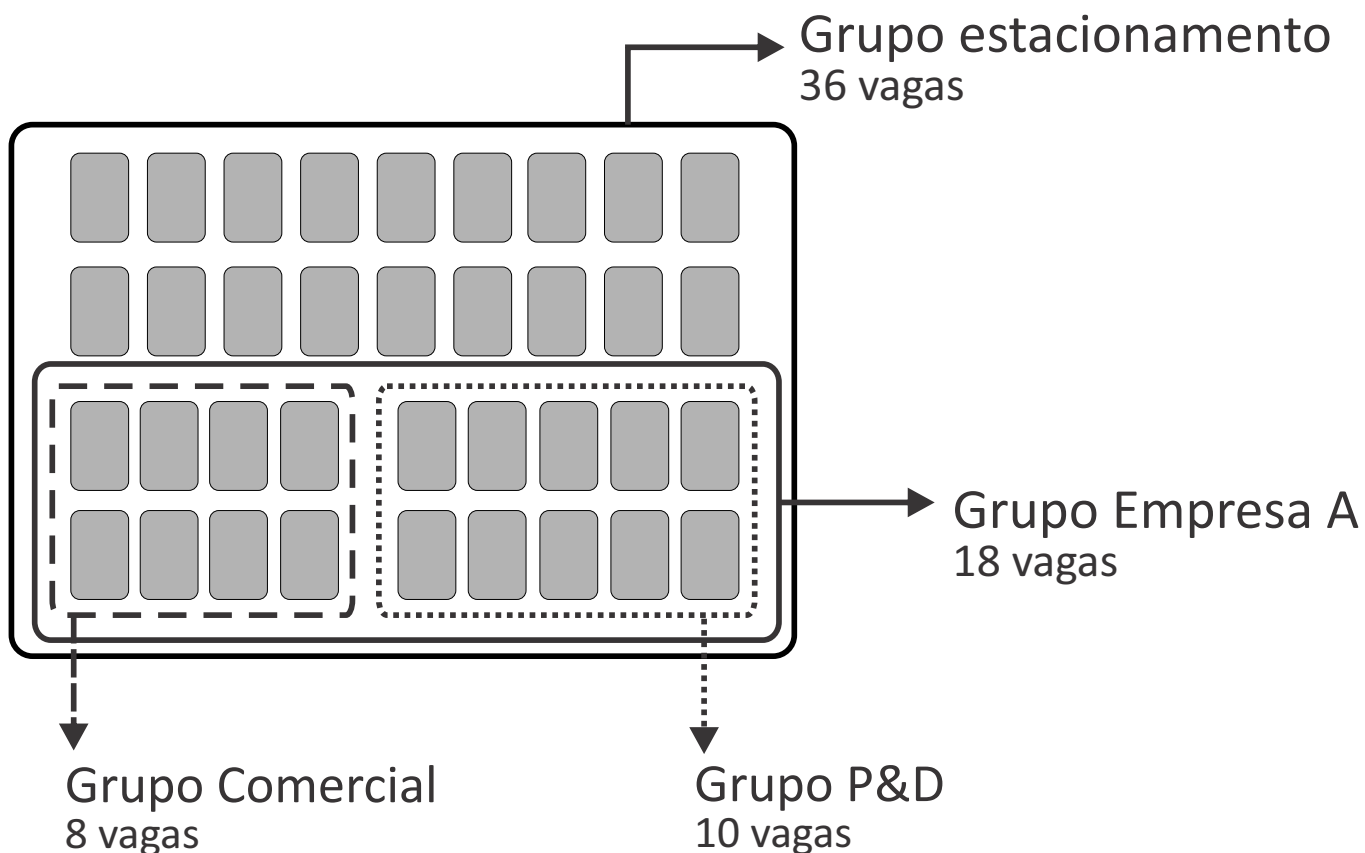 Grupo estacionamento
36 vagas
Grupo Empresa A
18 vagas
Grupo Comercial
8 vagas
Grupo P&D
10 vagas